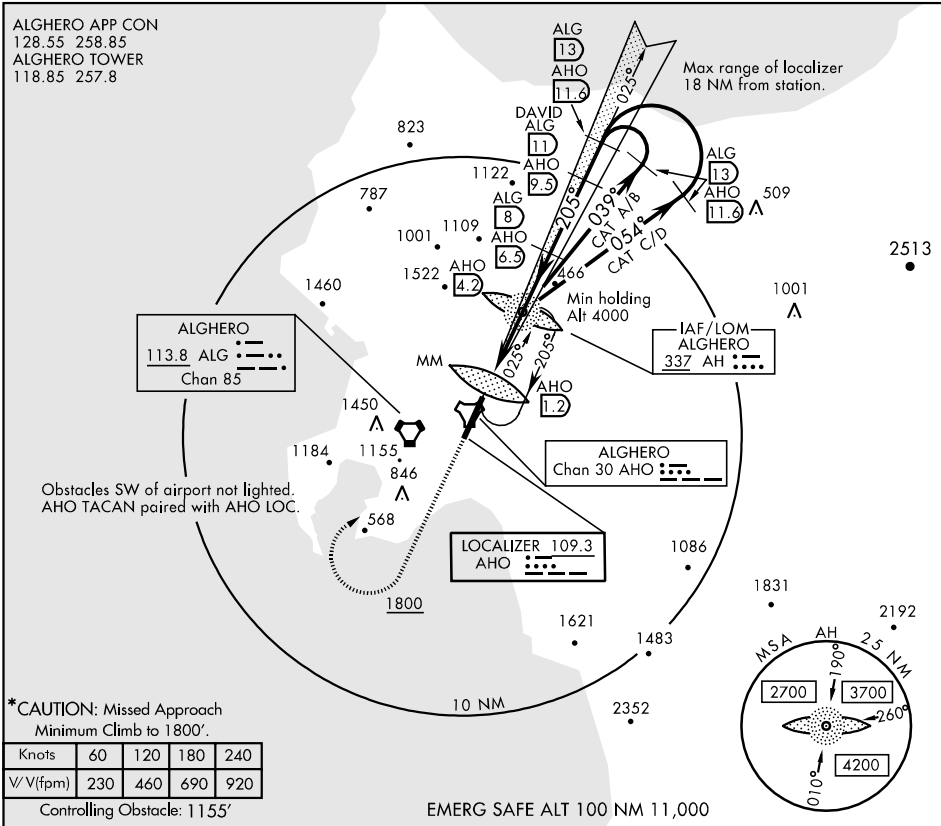 ALGHERO APP CON
128.55 258.85
ALGHERO TOWER
118.85 257.8
ALG
13
AHO
11.6
025°
Max range of localizer
18 NM from station.
DAVID
ALG
11
AHO
9.5
823
1122
ALG
13
AHO
11.6
509
787
ALG
8
AHO
6.5
205°
039°
CAT A/B
054°
CAT C/D
1109
1001
2513
1522
AHO
4.2
466
Min holding
Alt 4000
1001
1460
ALGHERO
113.8 ALG
Chan 85
IAF/LOM
ALGHERO
337 AH
MM
025°
205°
AHO
1.2
1450
1184
1155
846
ALGHERO
Chan 30 AHO
Obstacles SW of airport not lighted.
AHO TACAN paired with AHO LOC.
568
LOCALIZER 109.3
AHO
1086
1800
1831
2192
1621
1483
MSA AH 25 NM
190°
2700
3700
260°
4200
010°
10 NM
2352
*CAUTION: Missed Approach
Minimum Climb to 1800'.
Knots 60 120 180 240
V/V(fpm) 230 460 690 920
Controlling Obstacle: 1155'
EMERG SAFE ALT 100 NM 11,000